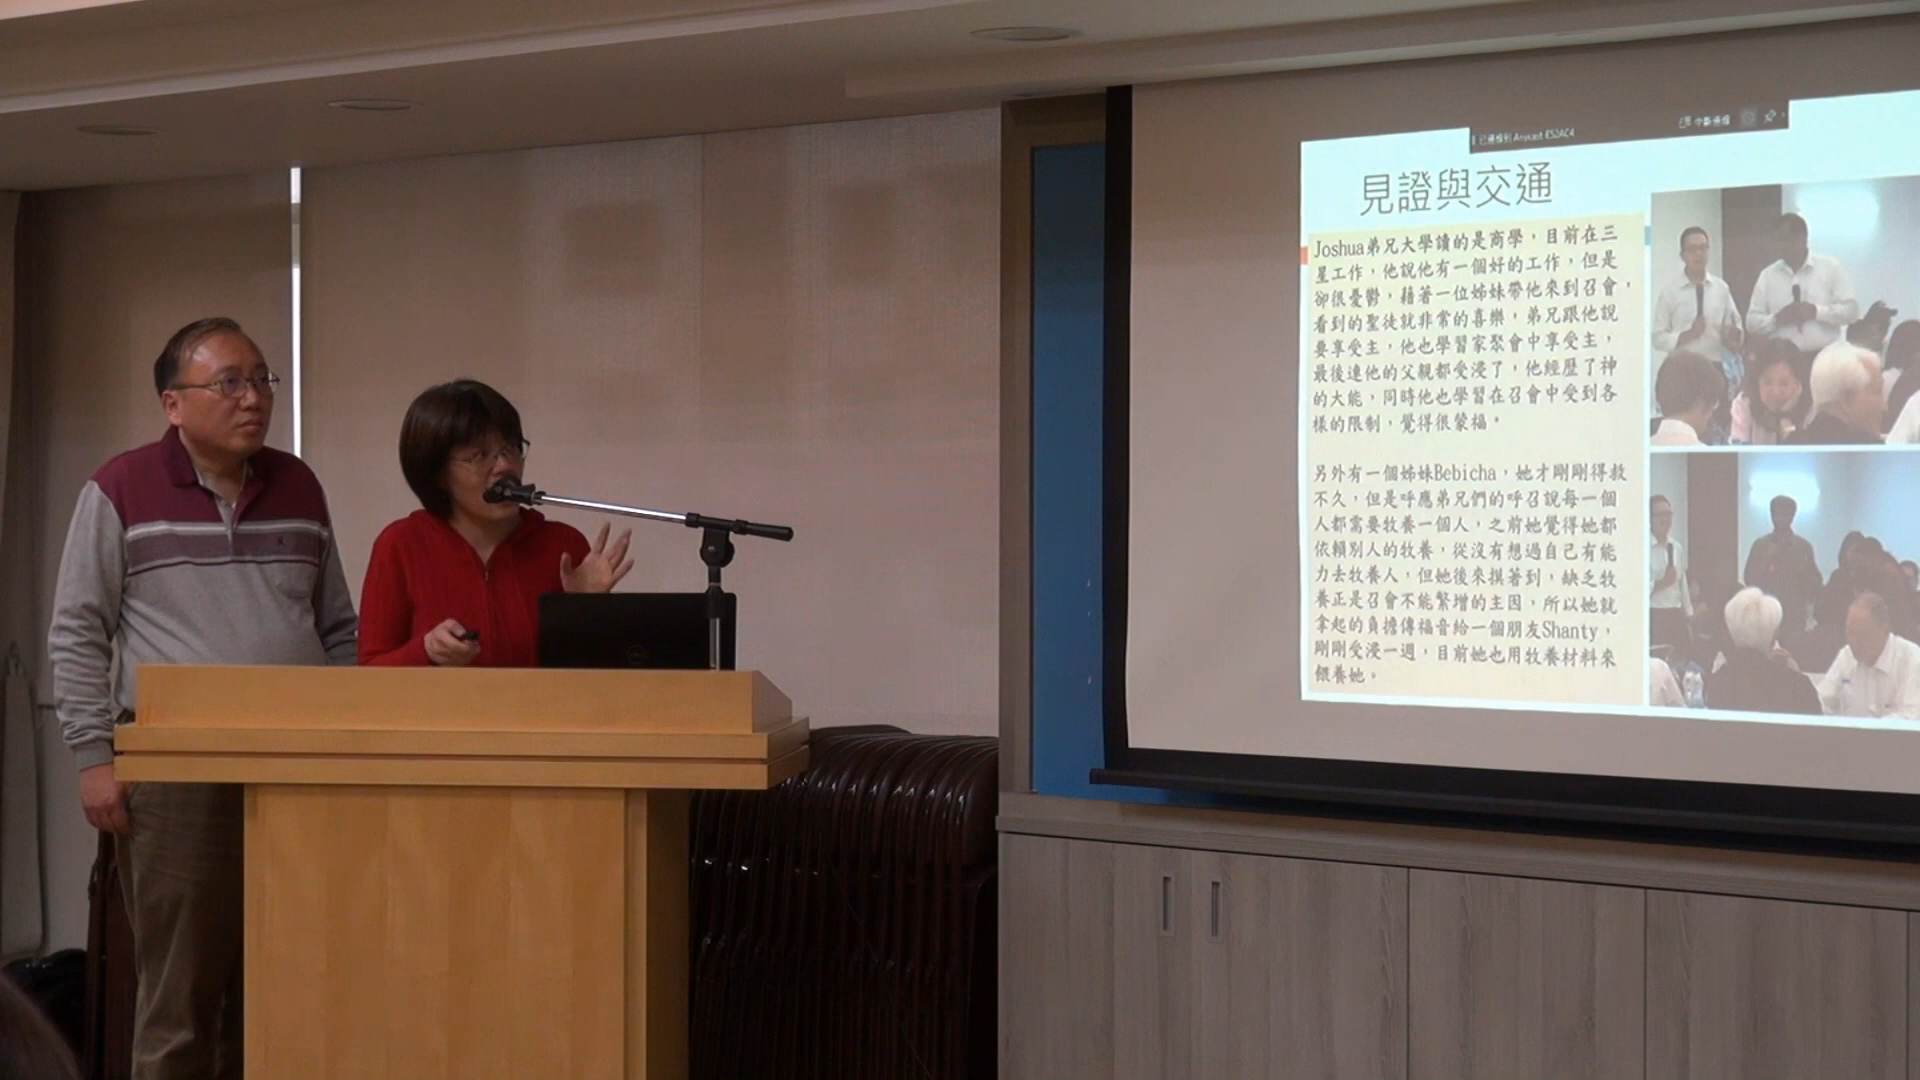 已連線到 Anycast-E52AC4
中斷連線
見證與交通
Joshua弟兄大學讀的是商學，目前在三
星工作，他說他有一個好的工作，但是
卻很憂鬱，藉著一位姊妹帶他來到召會，
看到的聖徒就非常的喜樂，弟兄跟他說
要享受主，他也學習家聚會中享受主，
最後連他的父親都受浸了，他經歷了神
的大能，同時他也學習在召會中受到各
樣的限制，覺得很蒙福。
另外有一個姊妹Bebicha，她才剛剛得救
不久，但是呼應弟兄們的呼召說每一個
人都需要牧養一個人，之前她覺得她都
依賴別人的牧養，從沒有想過自己有能
力去牧養人，但她後來摸著到，缺乏牧
養正是召會不能繁增的主因，所以她就
拿起的負擔傳福音給一個朋友Shanty，
剛剛受浸一週，目前她也用牧養材料來
餵養她。